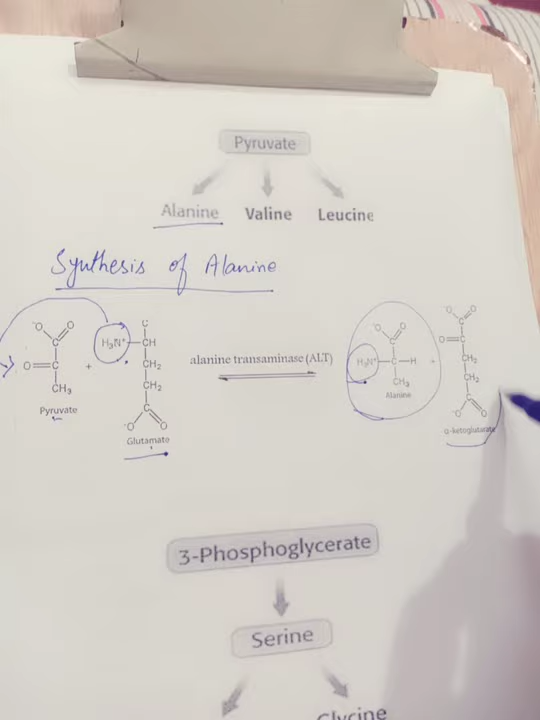 Pyruvate
Alanine Valine Leucine
Synthesis of Alanine
⁻O O
C
O=C
CH₃
Pyruvate
+
C
H₃N⁺ CH
CH₂
CH₂
C
⁻O O
Glutamate
alanine transaminase (ALT)
⁻O O
C
H₃N⁺—C—H
CH₃
Alanine
+
⁻O O
C
O=C
CH₂
CH₂
C
⁻O O
α-ketoglutarate
3-Phosphoglycerate
Serine
Glycine